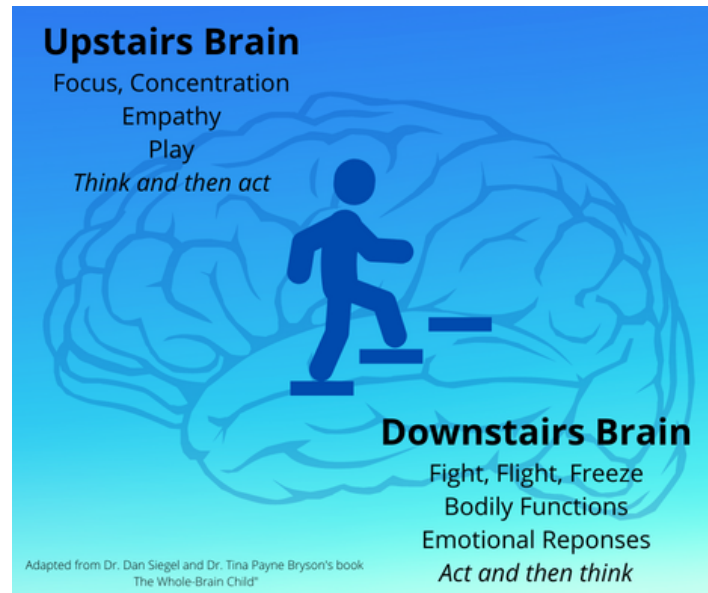 Upstairs Brain
Focus, Concentration
Empathy
Play
Think and then act
Downstairs Brain
Fight, Flight, Freeze
Bodily Functions
Emotional Reponses
Act and then think
Adapted from Dr. Dan Siegel and Dr. Tina Payne Bryson's book
The Whole-Brain Child"